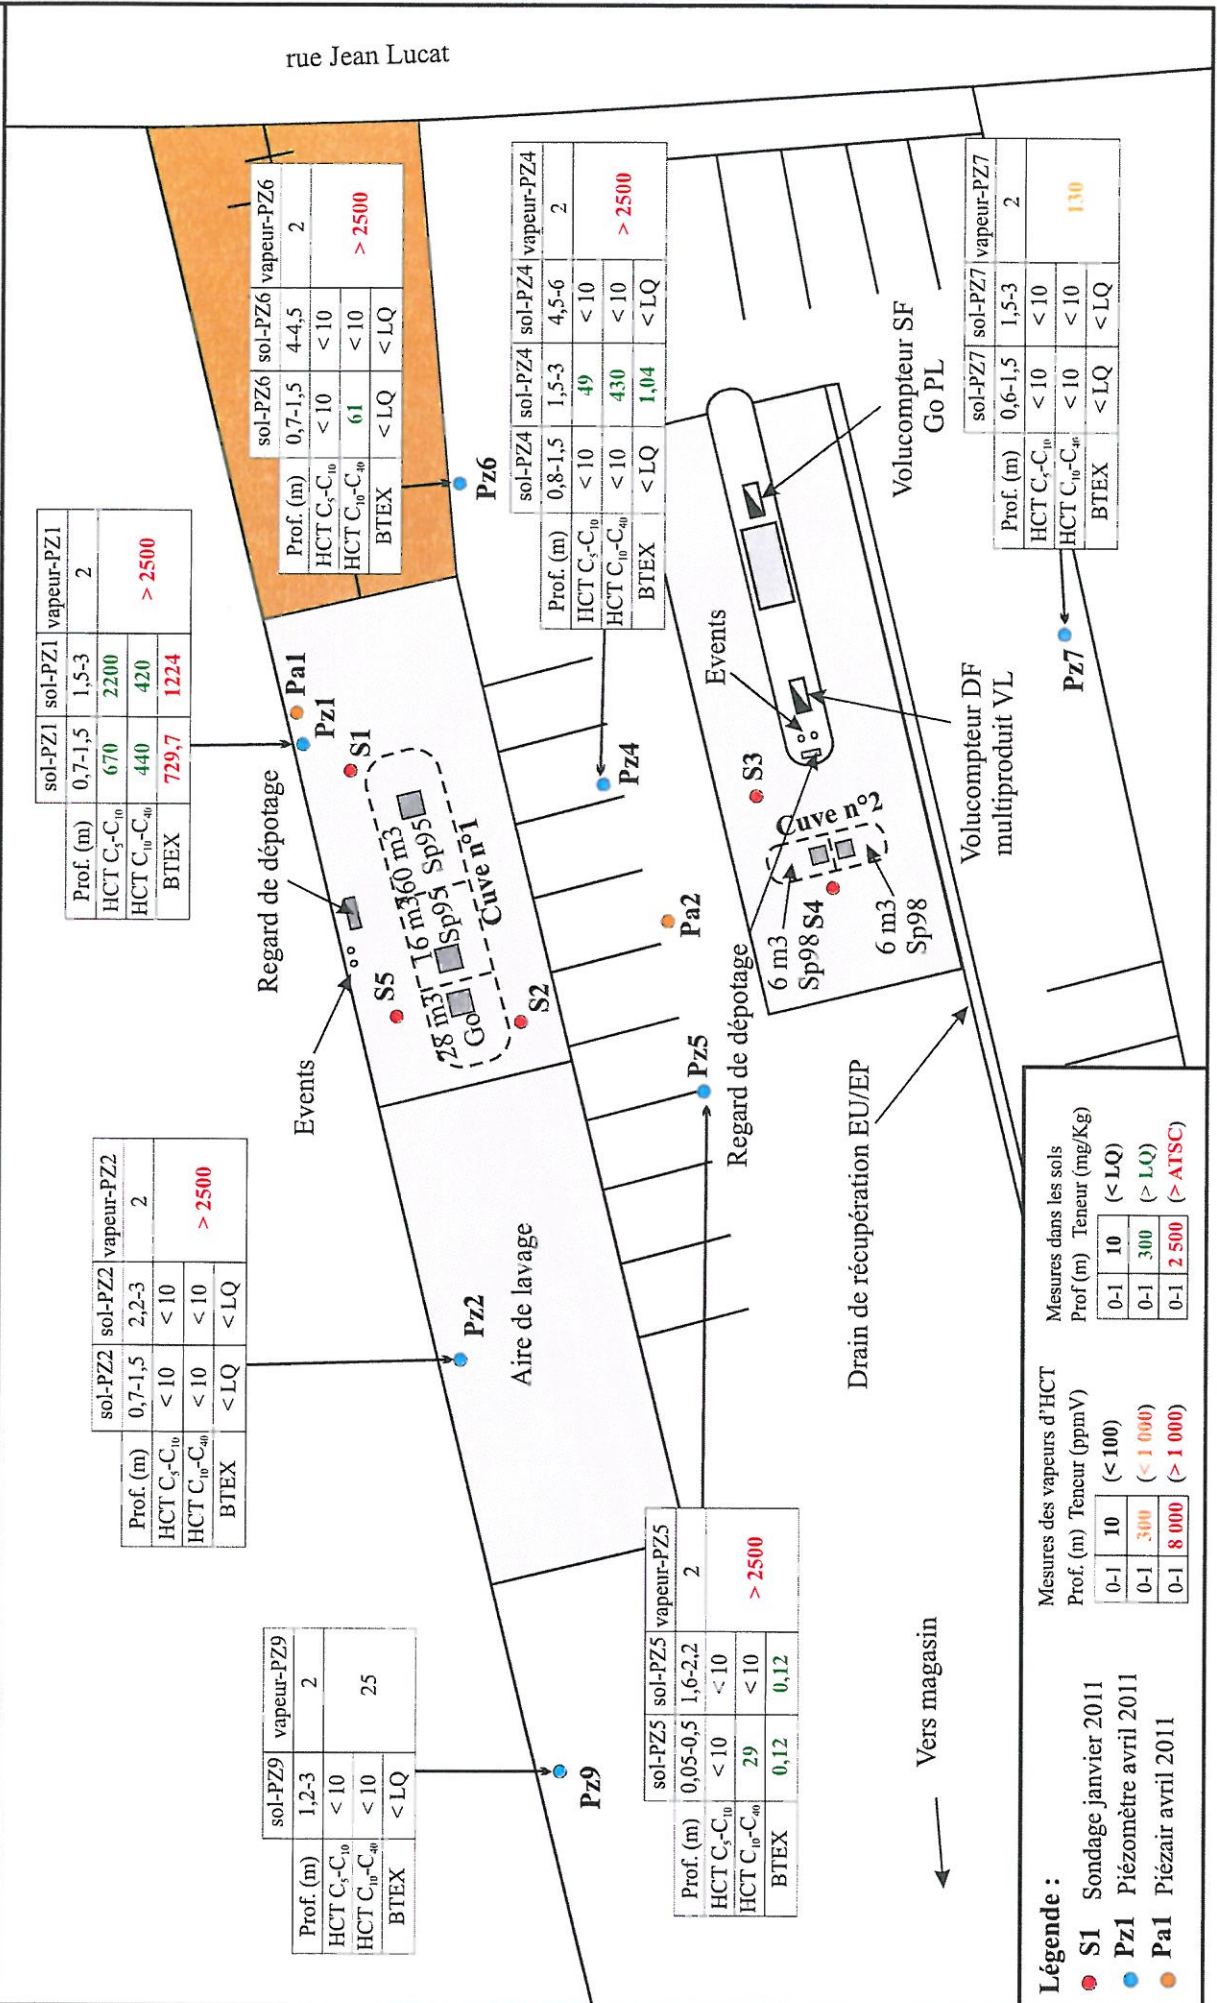 rue Jean Lucat
sol-PZ1 sol-PZ1 vapeur-PZ1
Prof. (m) 0,7-1,5 1,5-3 2
HCT C₅-C₁₀ 670 2200 > 2500
HCT C₁₀-C₄₀ 440 420
BTEX 729,7 1224
sol-PZ2 sol-PZ2 vapeur-PZ2
Prof. (m) 0,7-1,5 2,2-3 2
HCT C₅-C₁₀ < 10 < 10 > 2500
HCT C₁₀-C₄₀ < 10 < 10
BTEX < LQ < LQ
sol-PZ9 vapeur-PZ9
Prof. (m) 1,2-3 2
HCT C₅-C₁₀ < 10 25
HCT C₁₀-C₄₀ < 10
BTEX < LQ
sol-PZ6 sol-PZ6 vapeur-PZ6
Prof. (m) 0,7-1,5 4-4,5 2
HCT C₅-C₁₀ < 10 < 10 > 2500
HCT C₁₀-C₄₀ 61 < 10
BTEX < LQ < LQ
sol-PZ4 sol-PZ4 sol-PZ4 vapeur-PZ4
Prof. (m) 0,8-1,5 1,5-3 4,5-6 2
HCT C₅-C₁₀ < 10 49 < 10 > 2500
HCT C₁₀-C₄₀ < 10 430 < 10
BTEX < LQ 1,04 < LQ
sol-PZ5 sol-PZ5 vapeur-PZ5
Prof. (m) 0,05-0,5 1,6-2,2 2
HCT C₅-C₁₀ < 10 < 10 > 2500
HCT C₁₀-C₄₀ 29 < 10
BTEX 0,12 0,12
sol-PZ7 sol-PZ7 vapeur-PZ7
Prof. (m) 0,6-1,5 1,5-3 2
HCT C₅-C₁₀ < 10 < 10 130
HCT C₁₀-C₄₀ < 10 < 10
BTEX < LQ < LQ
Regard de dépotage
Events
Pa1
Pz1
S1
S5
S2
28 m3
Go
16 m3
Sp95
60 m3
Sp95
Cuve n°1
Pz6
Pz2
Aire de lavage
Pz9
Pz4
Pa2
Pz5
Regard de dépotage
Events
S3
Cuve n°2
S4
6 m3
Sp98
6 m3
Sp98
Volucompteur SF
Go PL
Volucompteur DF
multiproduit VL
Pz7
Drain de récupération EU/EP
Vers magasin
Légende :
S1 Sondage janvier 2011
Pz1 Piézomètre avril 2011
Pa1 Piézair avril 2011
Mesures des vapeurs d'HCT
Prof. (m) Teneur (ppmV)
0-1 10 (<100)
0-1 300 (< 1 000)
0-1 8 000 (> 1 000)
Mesures dans les sols
Prof (m) Teneur (mg/Kg)
0-1 10 (< LQ)
0-1 300 (> LQ)
0-1 2 500 (> ATSC)